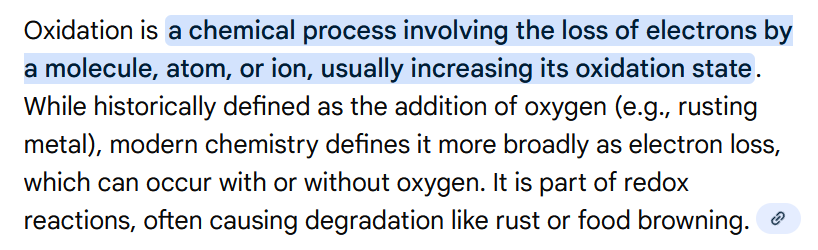 Oxidation is a chemical process involving the loss of electrons by
a molecule, atom, or ion, usually increasing its oxidation state.
While historically defined as the addition of oxygen (e.g., rusting
metal), modern chemistry defines it more broadly as electron loss,
which can occur with or without oxygen. It is part of redox
reactions, often causing degradation like rust or food browning.